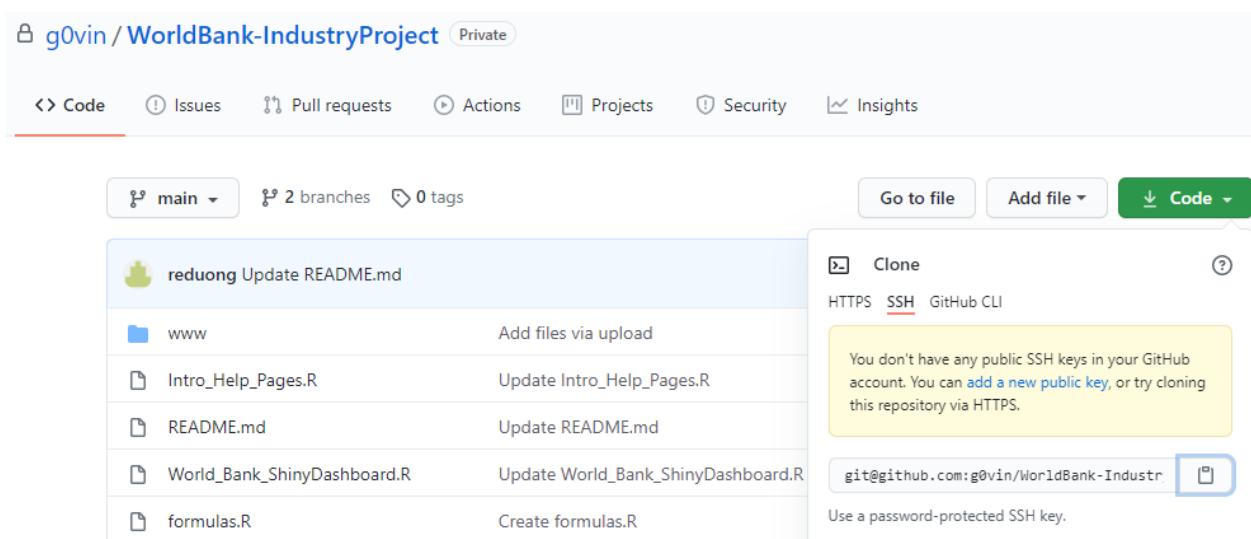 g0vin / WorldBank-IndustryProject Private
Code Issues Pull requests Actions Projects Security Insights
main 2 branches 0 tags Go to file Add file Code
reduong Update README.md
www Add files via upload
Intro_Help_Pages.R Update Intro_Help_Pages.R
README.md Update README.md
World_Bank_ShinyDashboard.R Update World_Bank_ShinyDashboard.R
formulas.R Create formulas.R
Clone
HTTPS SSH GitHub CLI
You don't have any public SSH keys in your GitHub
account. You can add a new public key, or try cloning
this repository via HTTPS.
git@github.com:g0vin/WorldBank-Industr
Use a password-protected SSH key.